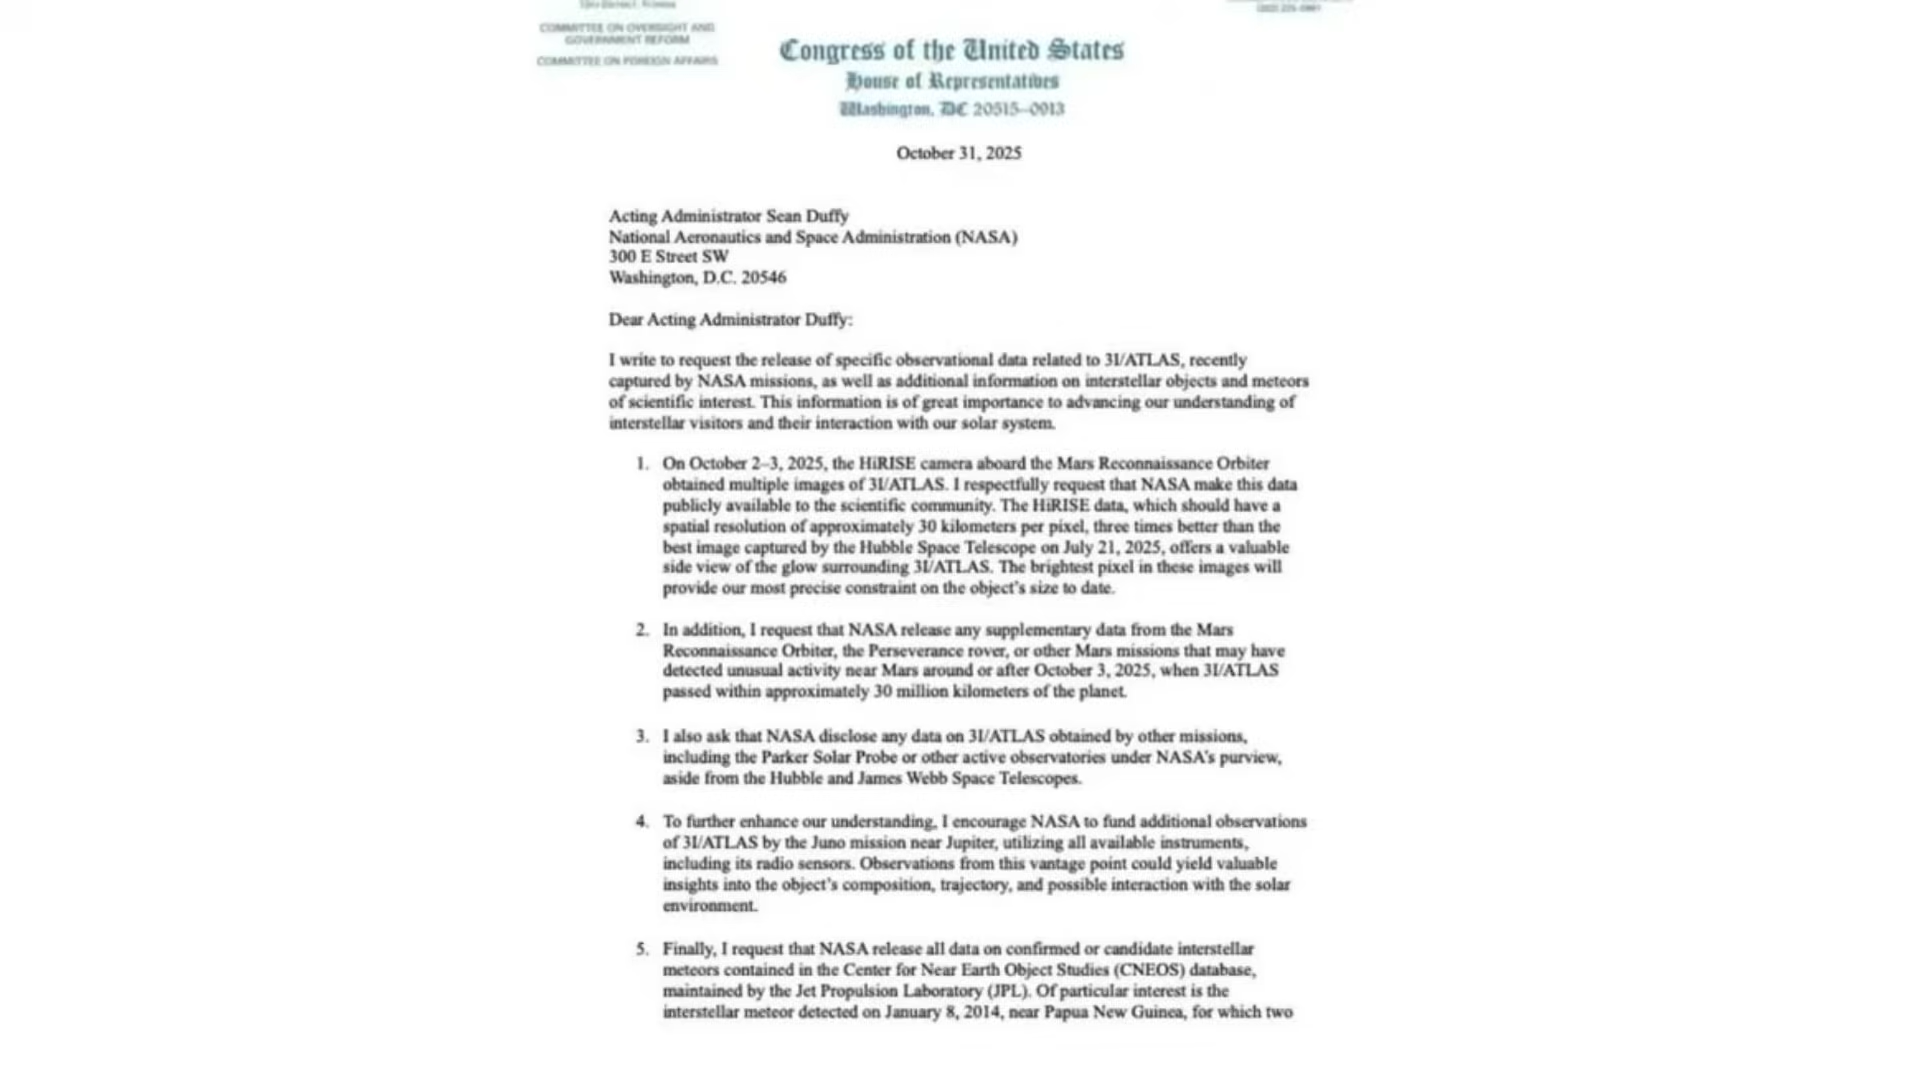 COMMITTEE ON OVERSIGHT AND
GOVERNMENT REFORM
COMMITTEE ON FOREIGN AFFAIRS
Congress of the United States
House of Representatives
Washington, DC 20515–0913
October 31, 2025
Acting Administrator Sean Duffy
National Aeronautics and Space Administration (NASA)
300 E Street SW
Washington, D.C. 20546
Dear Acting Administrator Duffy:
I write to request the release of specific observational data related to 3I/ATLAS, recently
captured by NASA missions, as well as additional information on interstellar objects and meteors
of scientific interest. This information is of great importance to advancing our understanding of
interstellar visitors and their interaction with our solar system.
1. On October 2–3, 2025, the HiRISE camera aboard the Mars Reconnaissance Orbiter
obtained multiple images of 3I/ATLAS. I respectfully request that NASA make this data
publicly available to the scientific community. The HiRISE data, which should have a
spatial resolution of approximately 30 kilometers per pixel, three times better than the
best image captured by the Hubble Space Telescope on July 21, 2025, offers a valuable
side view of the glow surrounding 3I/ATLAS. The brightest pixel in these images will
provide our most precise constraint on the object's size to date.
2. In addition, I request that NASA release any supplementary data from the Mars
Reconnaissance Orbiter, the Perseverance rover, or other Mars missions that may have
detected unusual activity near Mars around or after October 3, 2025, when 3I/ATLAS
passed within approximately 30 million kilometers of the planet.
3. I also ask that NASA disclose any data on 3I/ATLAS obtained by other missions,
including the Parker Solar Probe or other active observatories under NASA's purview,
aside from the Hubble and James Webb Space Telescopes.
4. To further enhance our understanding, I encourage NASA to fund additional observations
of 3I/ATLAS by the Juno mission near Jupiter, utilizing all available instruments,
including its radio sensors. Observations from this vantage point could yield valuable
insights into the object's composition, trajectory, and possible interaction with the solar
environment.
5. Finally, I request that NASA release all data on confirmed or candidate interstellar
meteors contained in the Center for Near Earth Object Studies (CNEOS) database,
maintained by the Jet Propulsion Laboratory (JPL). Of particular interest is the
interstellar meteor detected on January 8, 2014, near Papua New Guinea, for which two